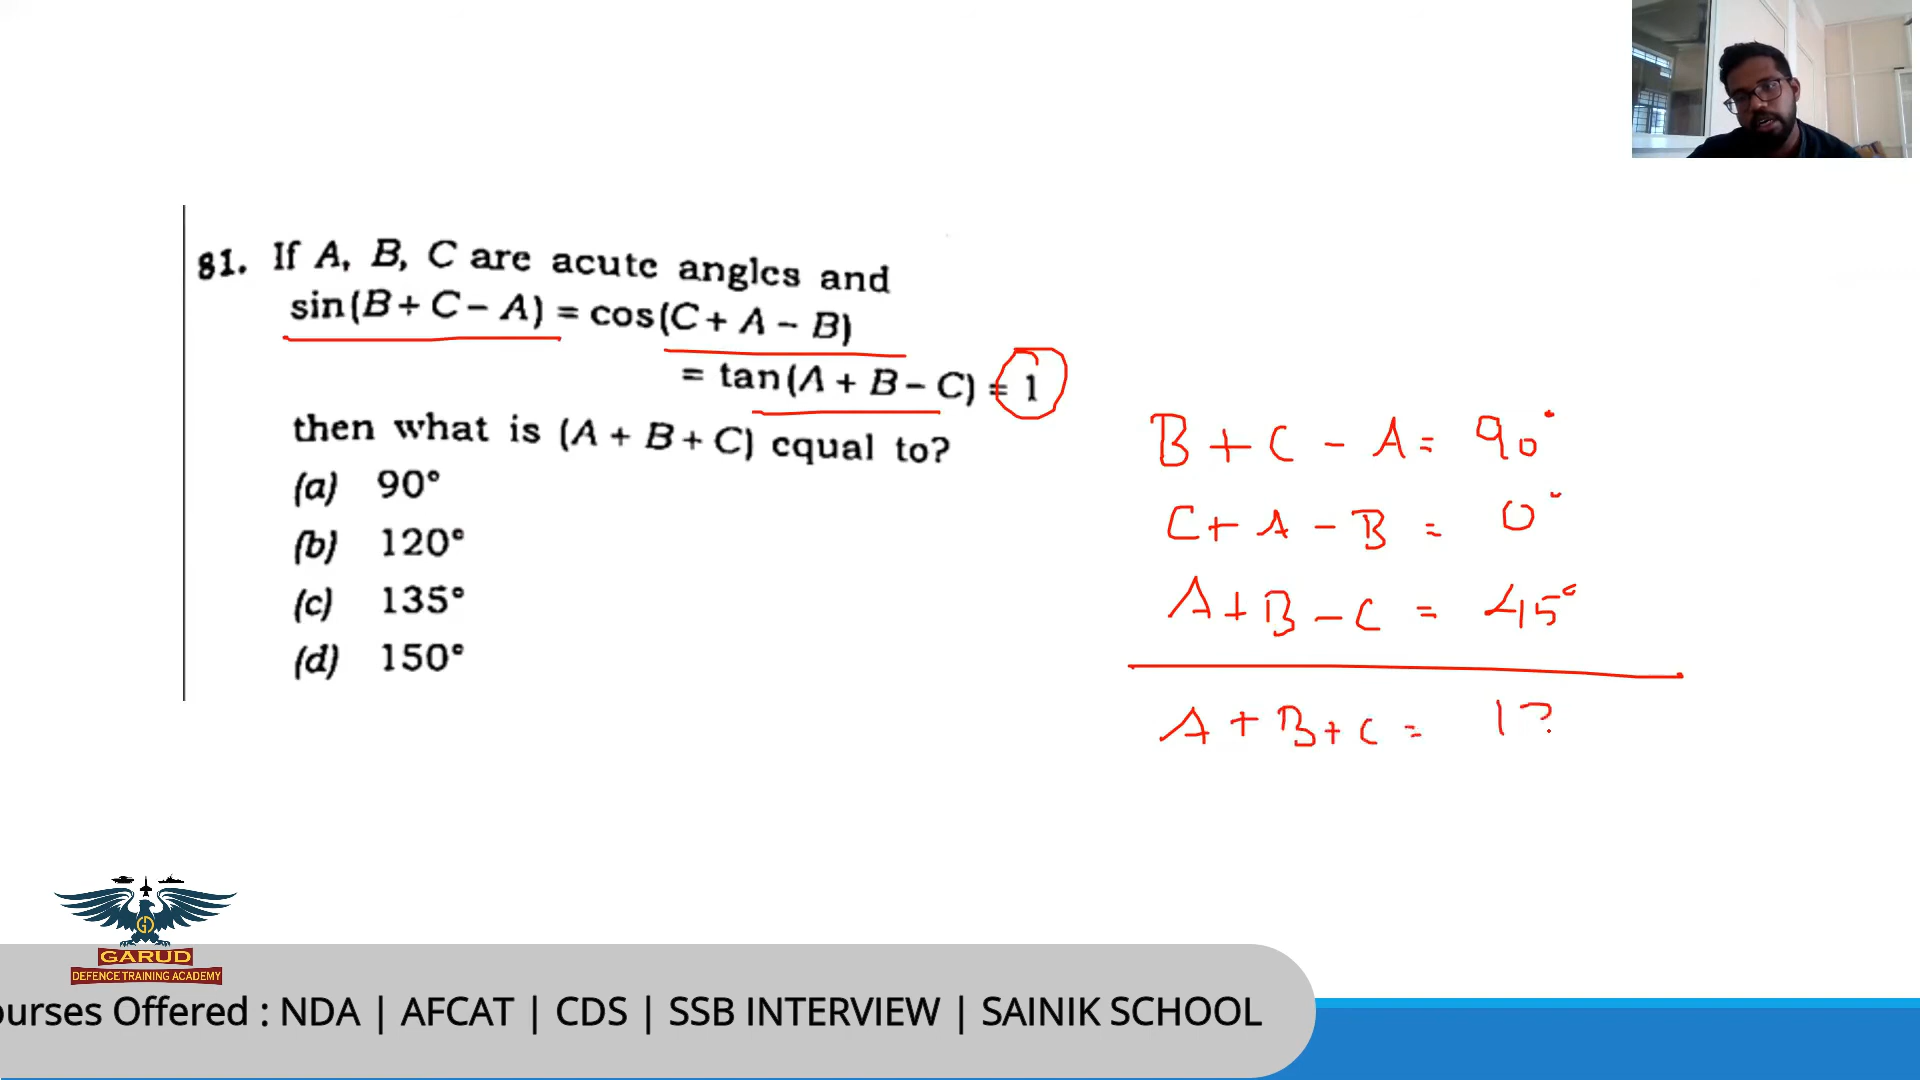 81. If A, B, C are acute angles and
sin(B + C - A) = cos(C + A - B)
= tan(A + B - C) = 1
then what is (A + B + C) equal to?
(a) 90°
(b) 120°
(c) 135°
(d) 150°
B + C - A = 90°
C + A - B = 0°
A + B - C = 45°
A + B + C = 13
GARUD
DEFENCE TRAINING ACADEMY
ourses Offered : NDA | AFCAT | CDS | SSB INTERVIEW | SAINIK SCHOOL